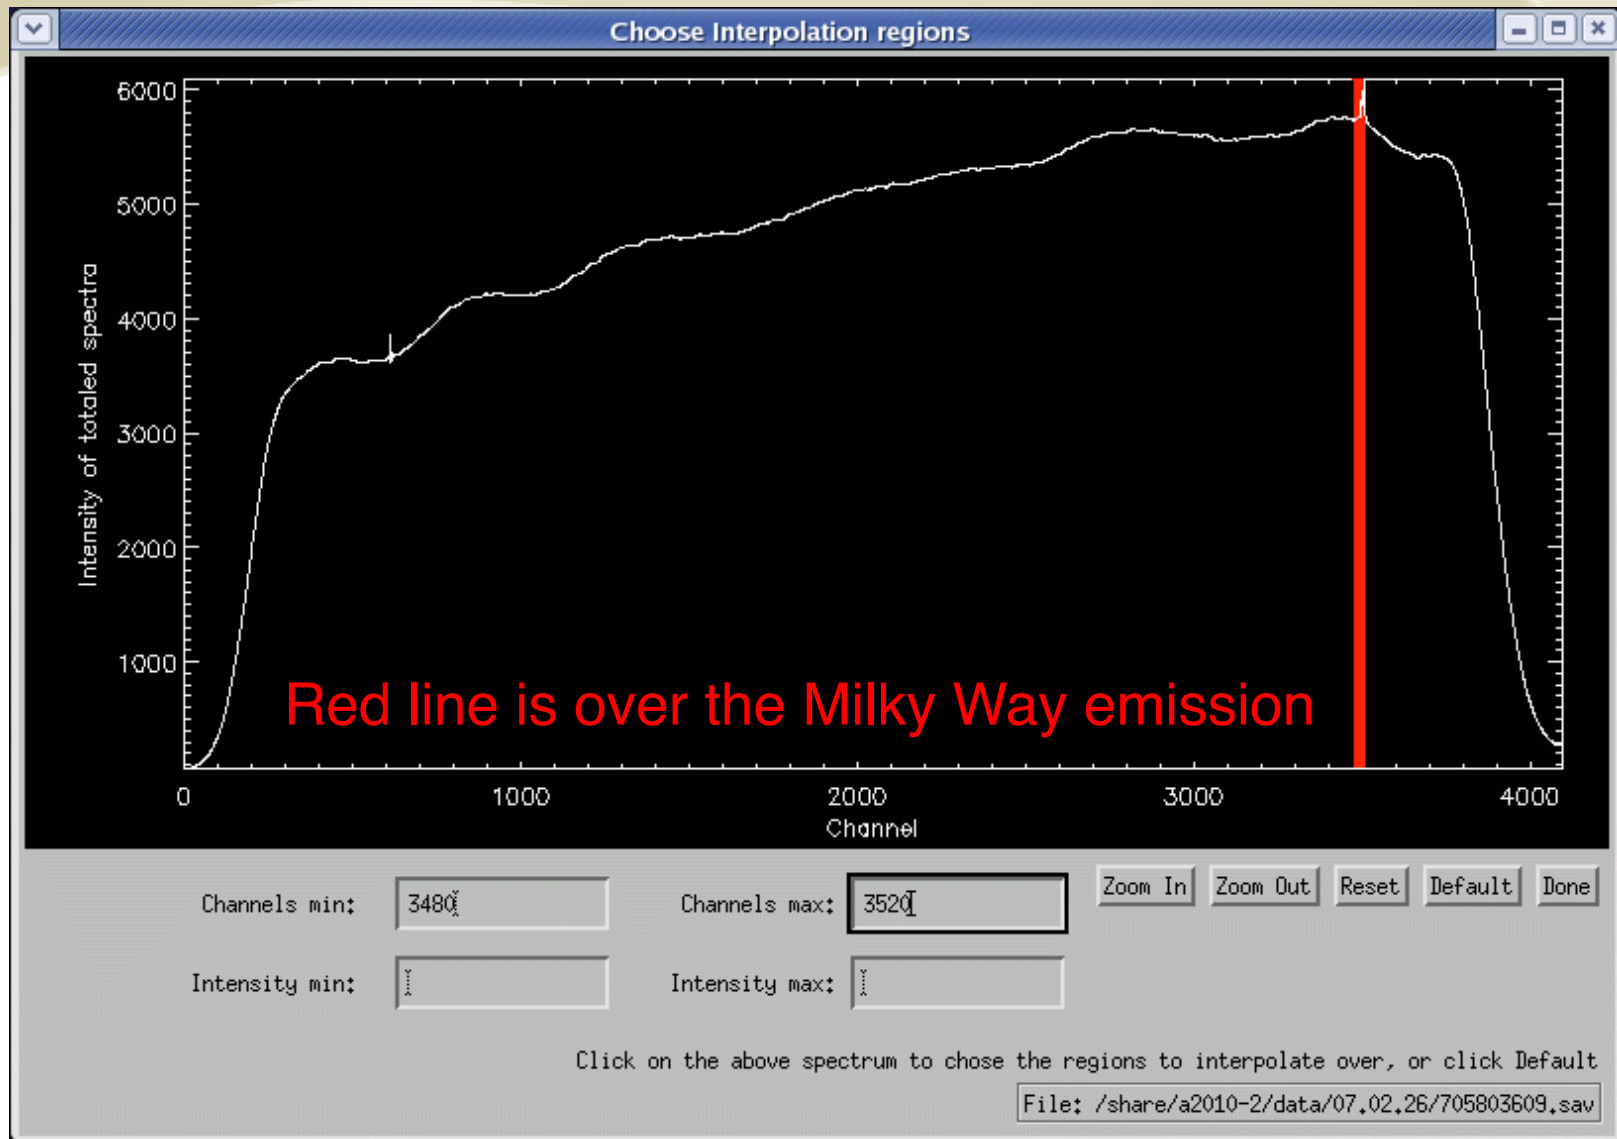 Choose Interpolation regions
6000
5000
4000
3000
2000
1000
Intensity of totaled spectra
Red line is over the Milky Way emission
0 1000 2000 3000 4000
Channel
Channels min: 3480 Channels max: 3520 Zoom In Zoom Out Reset Default Done
Intensity min: Intensity max:
Click on the above spectrum to chose the regions to interpolate over, or click Default
File: /share/a2010-2/data/07.02.26/705803609.sav